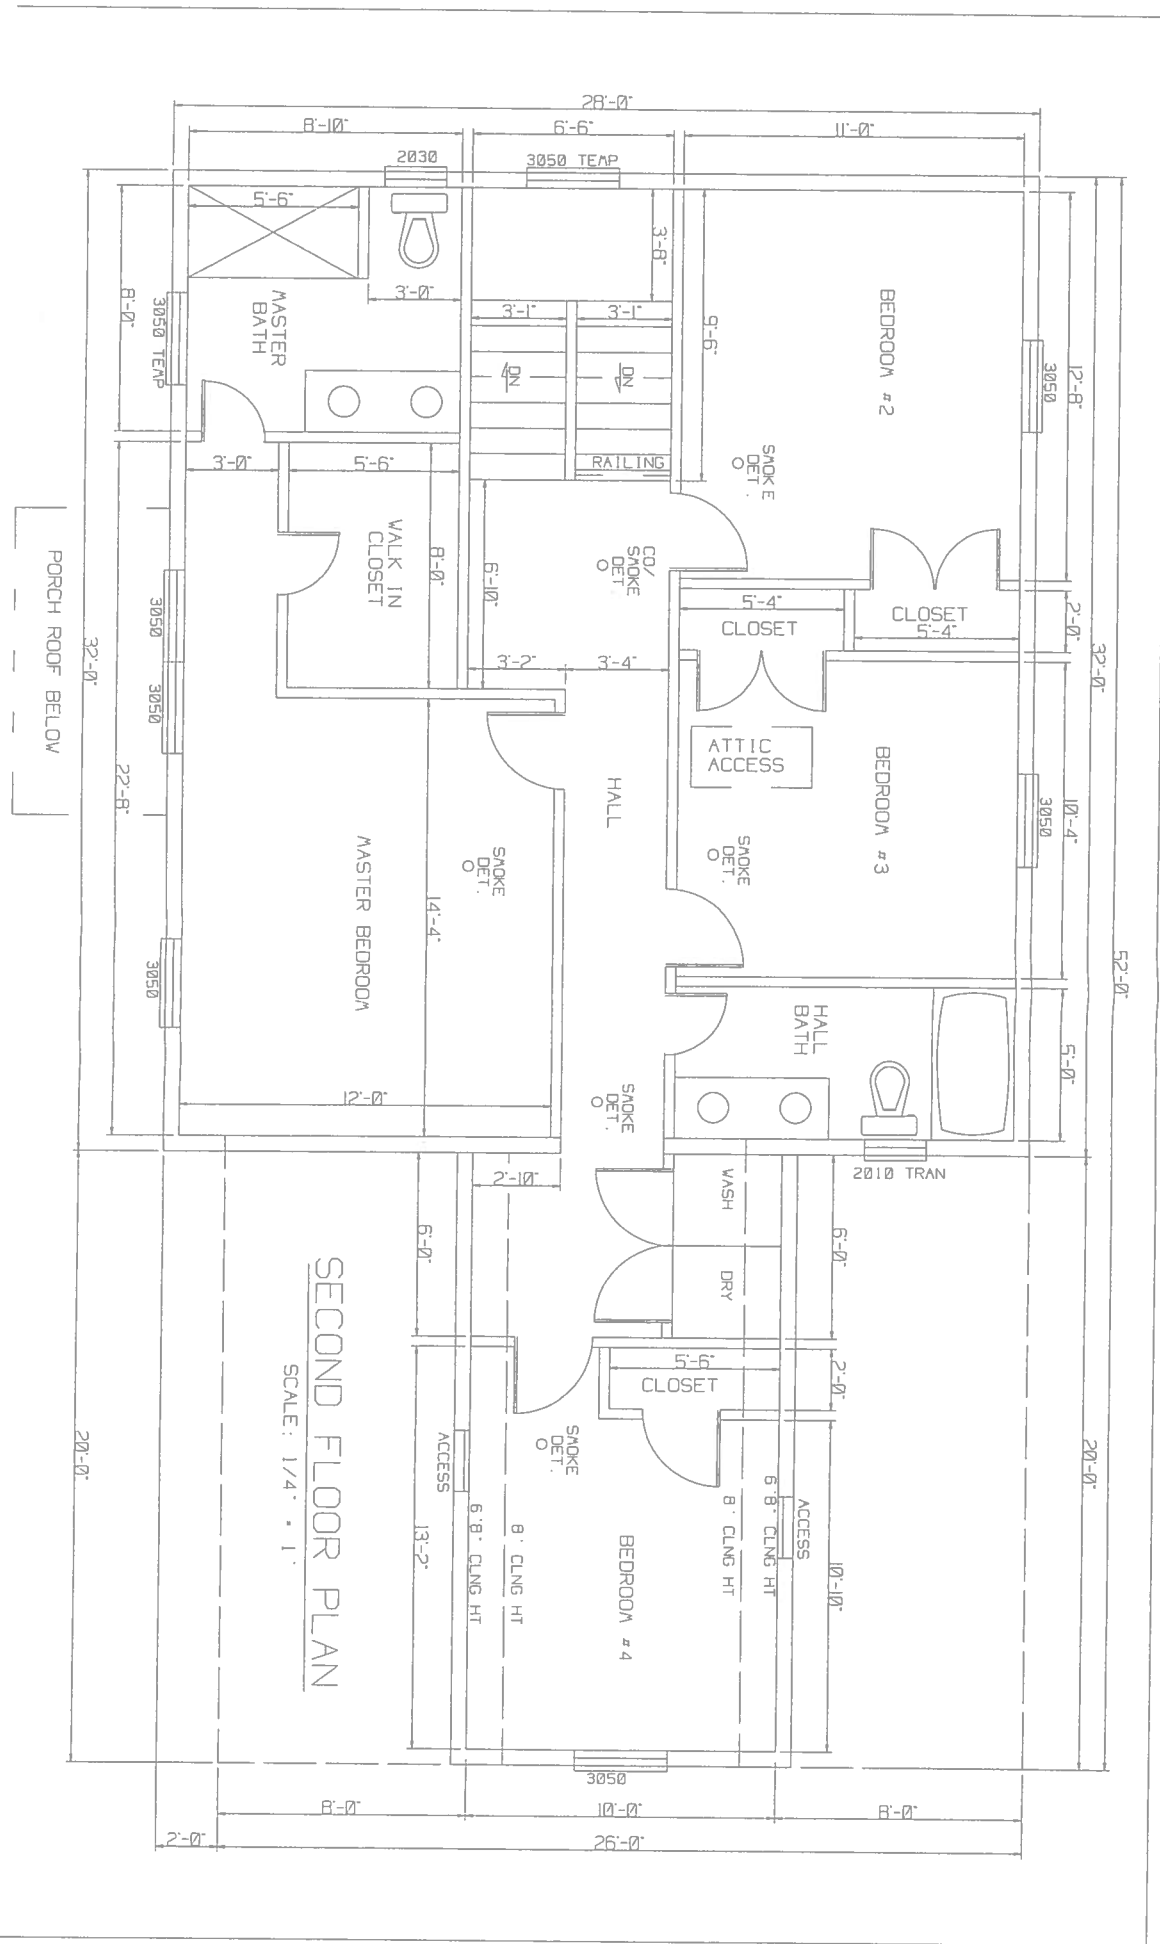 28'-0"
8'-10"
6'-6"
11'-0"
2030
3050 TEMP
5'-6"
3'-8"
3'-0"
3'-1"
3'-1"
9'-6"
8'-0"
3050 TEMP
MASTER
BATH
DN
DN
BEDROOM #2
3050
12'-8"
RAILING
SMOKE
DET.
3'-0"
5'-6"
WALK IN
CLOSET
8'-0"
6'-10"
CO/
SMOKE
DET
5'-4"
CLOSET
CLOSET
5'-4"
2'-0"
32'-0"
3'-2"
3'-4"
PORCH ROOF BELOW
32'-0"
3050
3050
22'-8"
ATTIC
ACCESS
HALL
BEDROOM #3
3050
10'-4"
MASTER BEDROOM
14'-4"
SMOKE
DET.
SMOKE
DET.
52'-0"
3050
12'-0"
HALL
BATH
5'-0"
SMOKE
DET.
2010 TRAN
2'-10"
WASH
DRY
6'-0"
6'-0"
5'-6"
CLOSET
2'-0"
SECOND FLOOR PLAN
SCALE: 1/4" = 1'
20'-0"
20'-0"
13'-2"
ACCESS
6'8" CLNG HT
8' CLNG HT
SMOKE
DET.
BEDROOM #4
8' CLNG HT
6'8" CLNG HT
ACCESS
10'-10"
3050
8'-0"
10'-0"
8'-0"
2'-0"
26'-0"